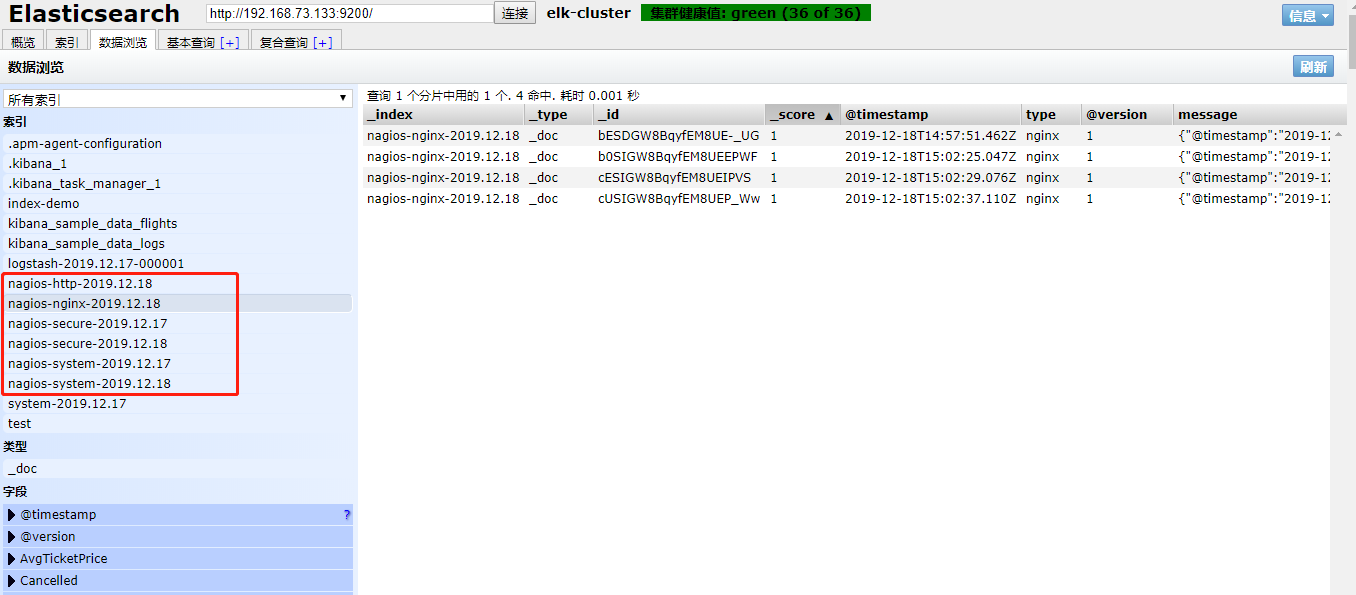 Elasticsearch http://192.168.73.133:9200/ 连接 elk-cluster 集群健康值: green (36 of 36) 信息
概览 索引 数据浏览 基本查询 [+] 复合查询 [+]
数据浏览 刷新
所有索引
索引
.apm-agent-configuration
.kibana_1
.kibana_task_manager_1
index-demo
kibana_sample_data_flights
kibana_sample_data_logs
logstash-2019.12.17-000001
nagios-http-2019.12.18
nagios-nginx-2019.12.18
nagios-secure-2019.12.17
nagios-secure-2019.12.18
nagios-system-2019.12.17
nagios-system-2019.12.18
system-2019.12.17
test
类型
_doc
字段
@timestamp ?
@version
AvgTicketPrice
Cancelled
查询 1 个分片中用的 1 个. 4 命中. 耗时 0.001 秒
_index _type _id _score ▲ @timestamp type @version message
nagios-nginx-2019.12.18 _doc bESDGW8BqyfEM8UE-_UG 1 2019-12-18T14:57:51.462Z nginx 1 {"@timestamp":"2019-12
nagios-nginx-2019.12.18 _doc b0SIGW8BqyfEM8UEEPWF 1 2019-12-18T15:02:25.047Z nginx 1 {"@timestamp":"2019-12
nagios-nginx-2019.12.18 _doc cESIGW8BqyfEM8UEIPVS 1 2019-12-18T15:02:29.076Z nginx 1 {"@timestamp":"2019-12
nagios-nginx-2019.12.18 _doc cUSIGW8BqyfEM8UEP_Ww 1 2019-12-18T15:02:37.110Z nginx 1 {"@timestamp":"2019-12